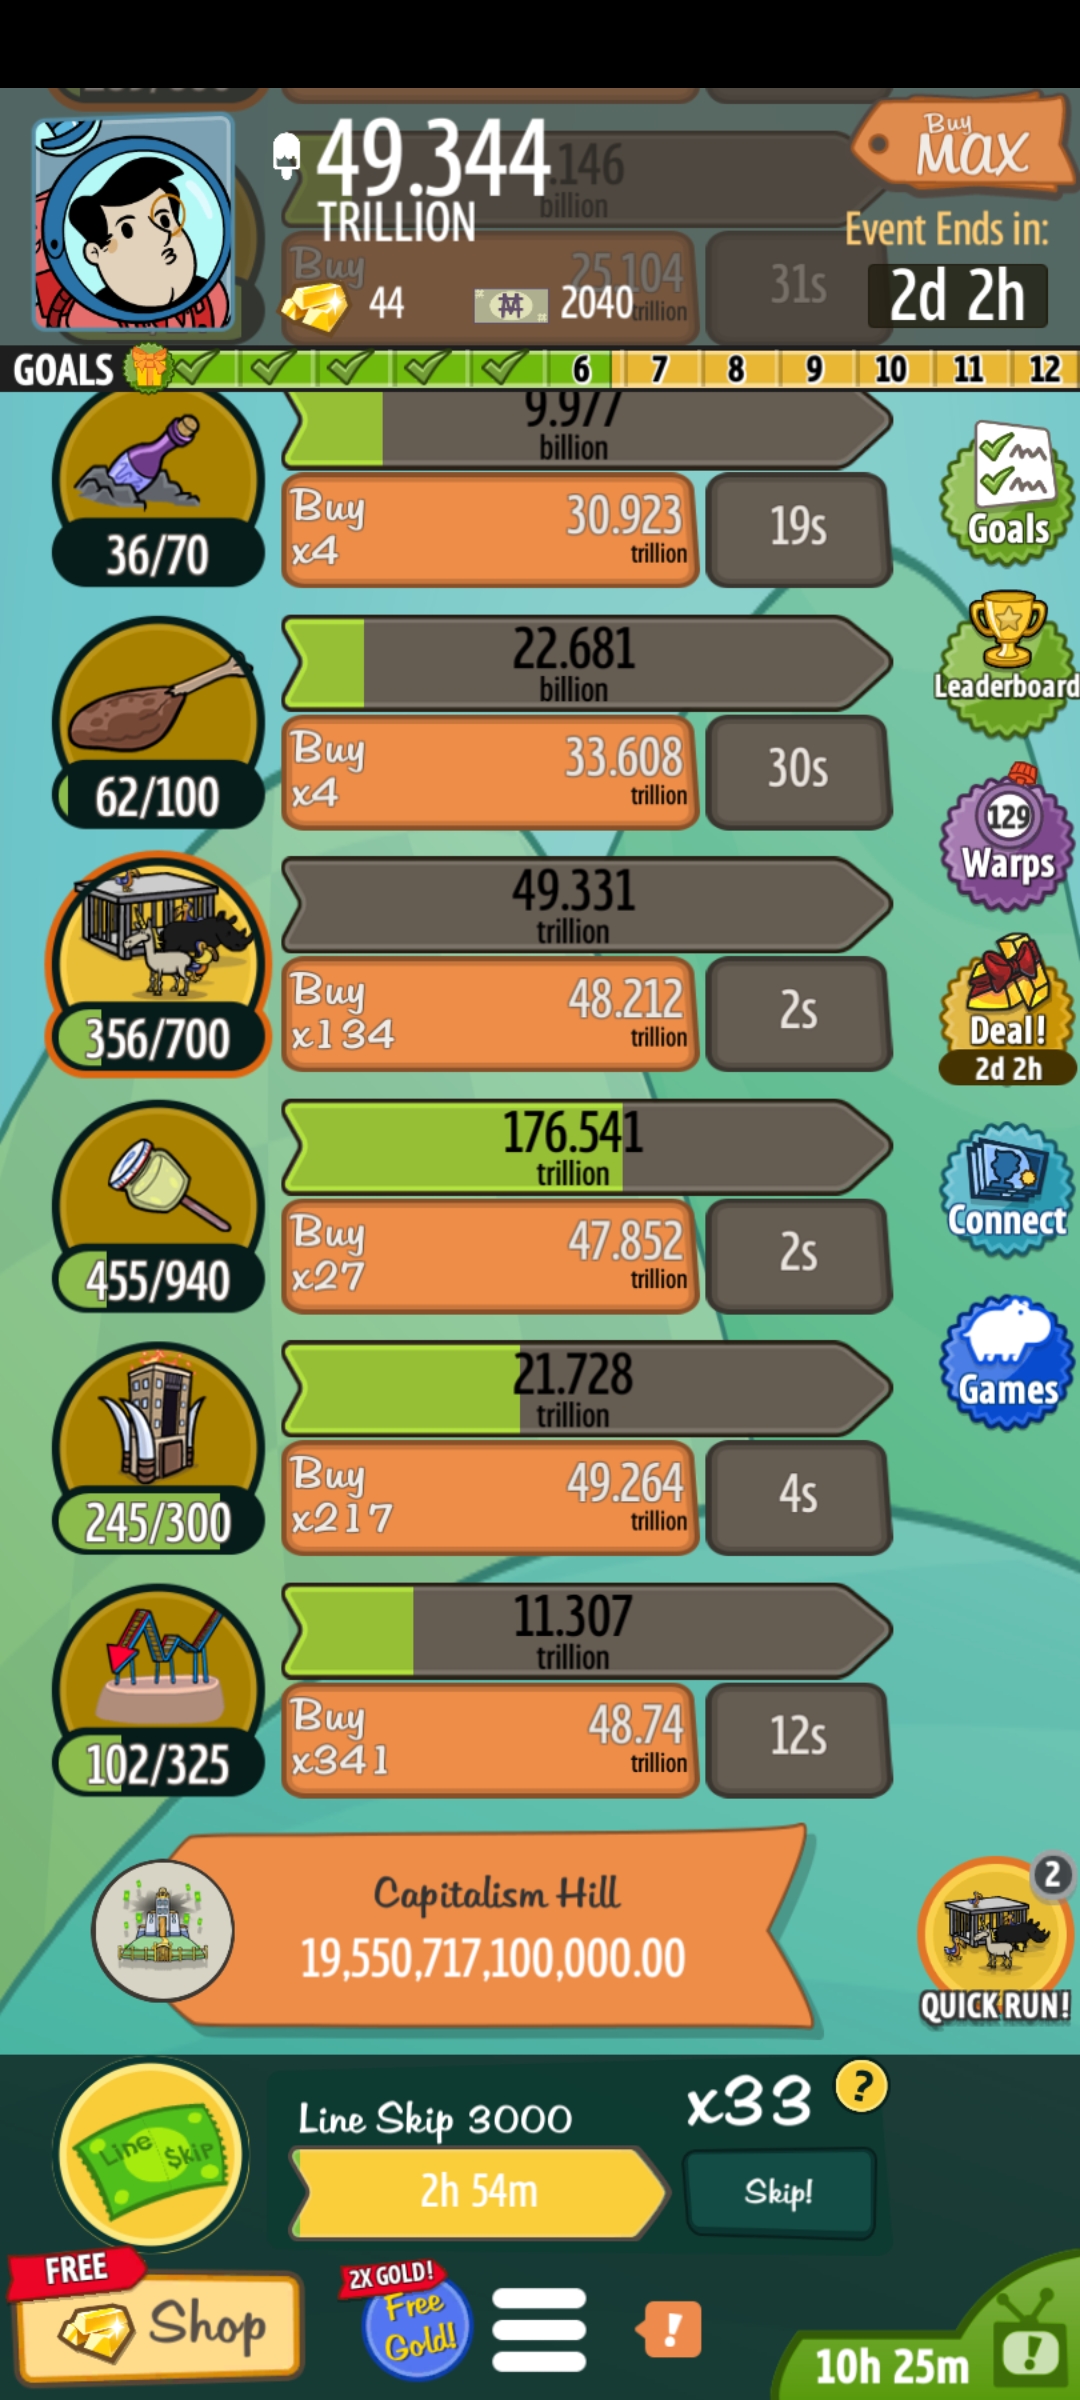 49.344
TRILLION
.146
billion
Buy
MAX
Event Ends in:
2d 2h
Buy
25.104
trillion
31s
44
2040
GOALS
6
7
8
9
10
11
12
9.977
billion
36/70
Buy
x4
30.923
trillion
19s
Goals
22.681
billion
62/100
Buy
x4
33.608
trillion
30s
Leaderboard
49.331
trillion
356/700
Buy
x134
48.212
trillion
2s
129
Warps
Deal!
2d 2h
176.541
trillion
455/940
Buy
x27
47.852
trillion
2s
Connect
21.728
trillion
245/300
Buy
x217
49.264
trillion
4s
Games
11.307
trillion
102/325
Buy
x341
48.74
trillion
12s
Capitalism Hill
19,550,717,100,000.00
2
QUICK RUN!
Line Skip
Line Skip 3000
2h 54m
x33
?
Skip!
FREE
Shop
2X GOLD!
Free
Gold!
!
10h 25m
!